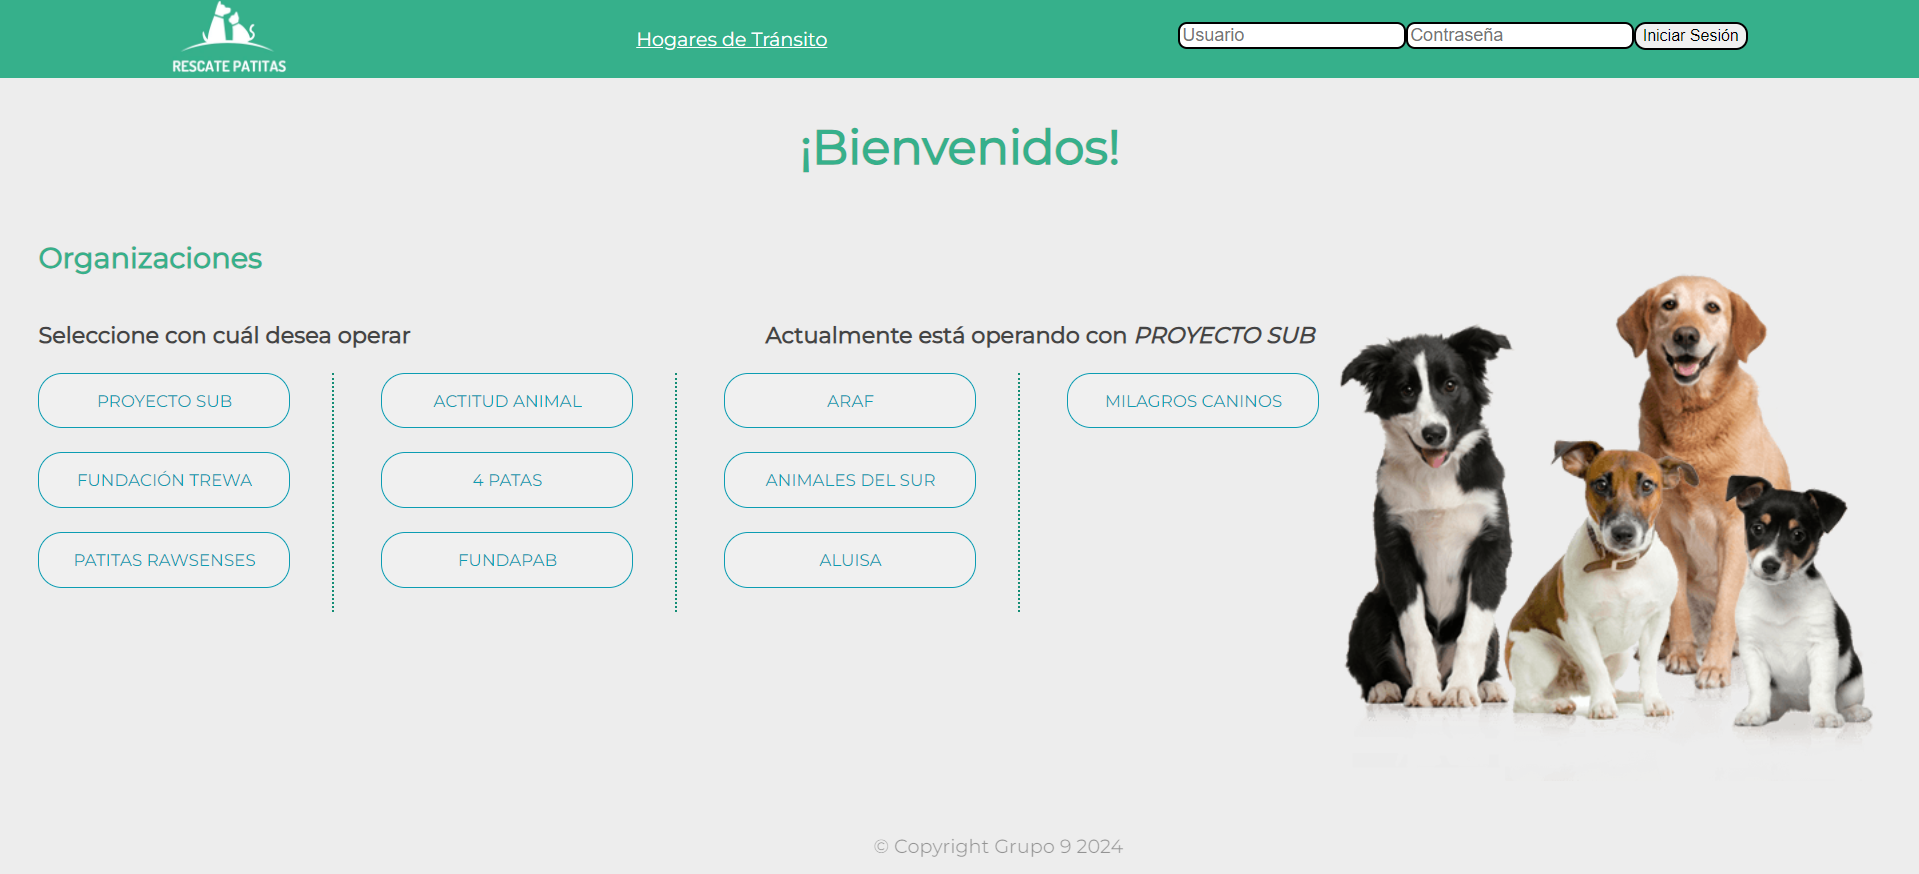 RESCATE PATITAS
Hogares de Tránsito
Usuario
Contraseña
Iniciar Sesión
¡Bienvenidos!
Organizaciones
Seleccione con cuál desea operar
Actualmente está operando con PROYECTO SUB
PROYECTO SUB
FUNDACIÓN TREWA
PATITAS RAWSENSES
ACTITUD ANIMAL
4 PATAS
FUNDAPAB
ARAF
ANIMALES DEL SUR
ALUISA
MILAGROS CANINOS
© Copyright Grupo 9 2024